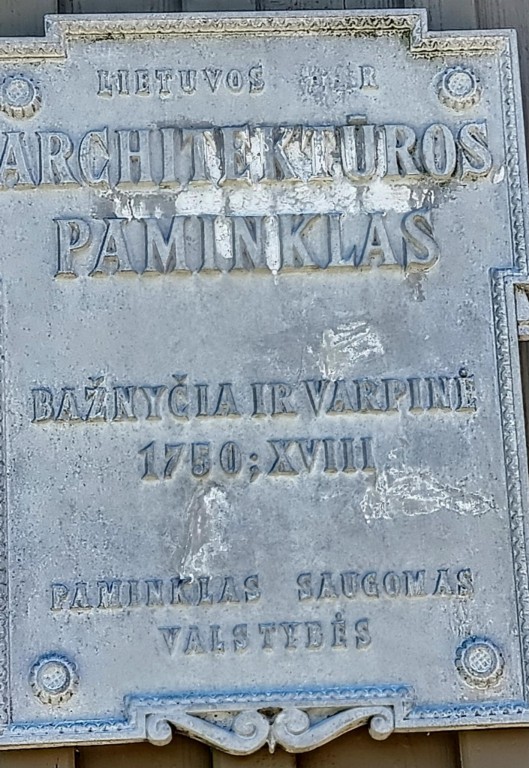 LIETUVOS R
ARCHITEKTŪROS
PAMINKLAS
BAŽNYČIA IR VARPINĖ
1750; XVIII
PAMINKLAS SAUGOMAS
VALSTYBĖS